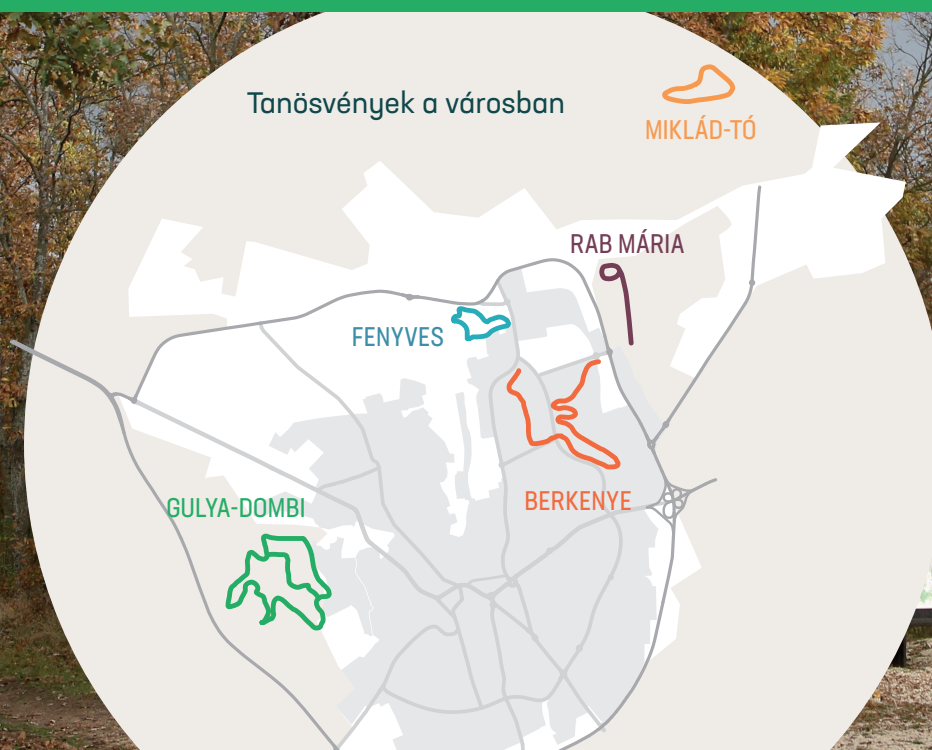 Tanösvények a városban
MIKLÁD-TÓ
RAB MÁRIA
FENYVES
BERKENYE
GULYA-DOMBI